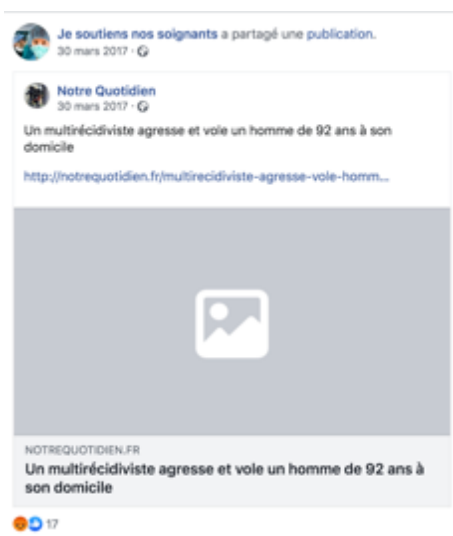 Je soutiens nos soignants a partagé une publication.
30 mars 2017 ·
Notre Quotidien
30 mars 2017 ·
Un multirécidiviste agresse et vole un homme de 92 ans à son
domicile
http://notrequotidien.fr/multirecidiviste-agresse-vole-homm...
NOTREQUOTIDIEN.FR
Un multirécidiviste agresse et vole un homme de 92 ans à
son domicile
17